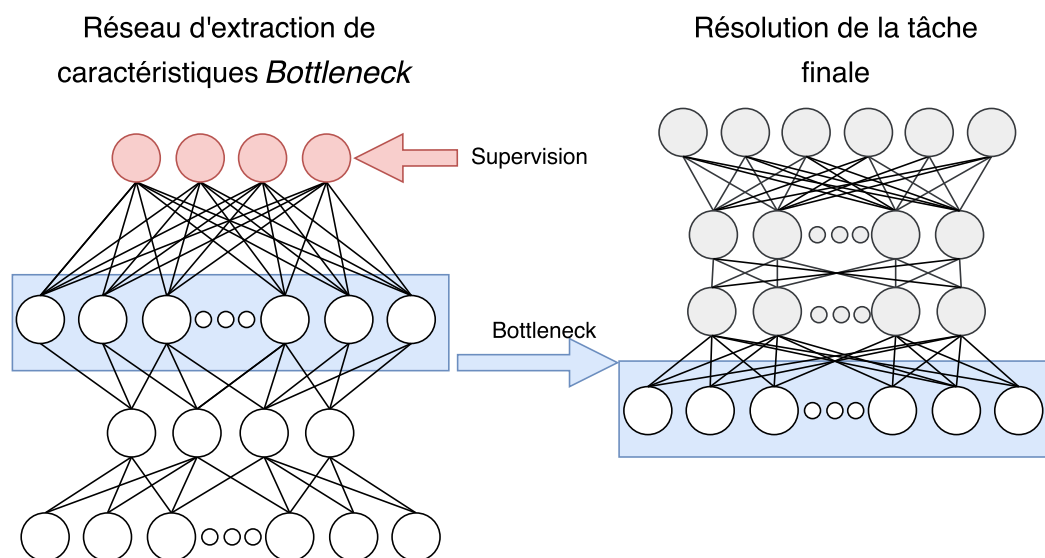 Réseau d'extraction de
caractéristiques Bottleneck
Résolution de la tâche
finale
Supervision
Bottleneck